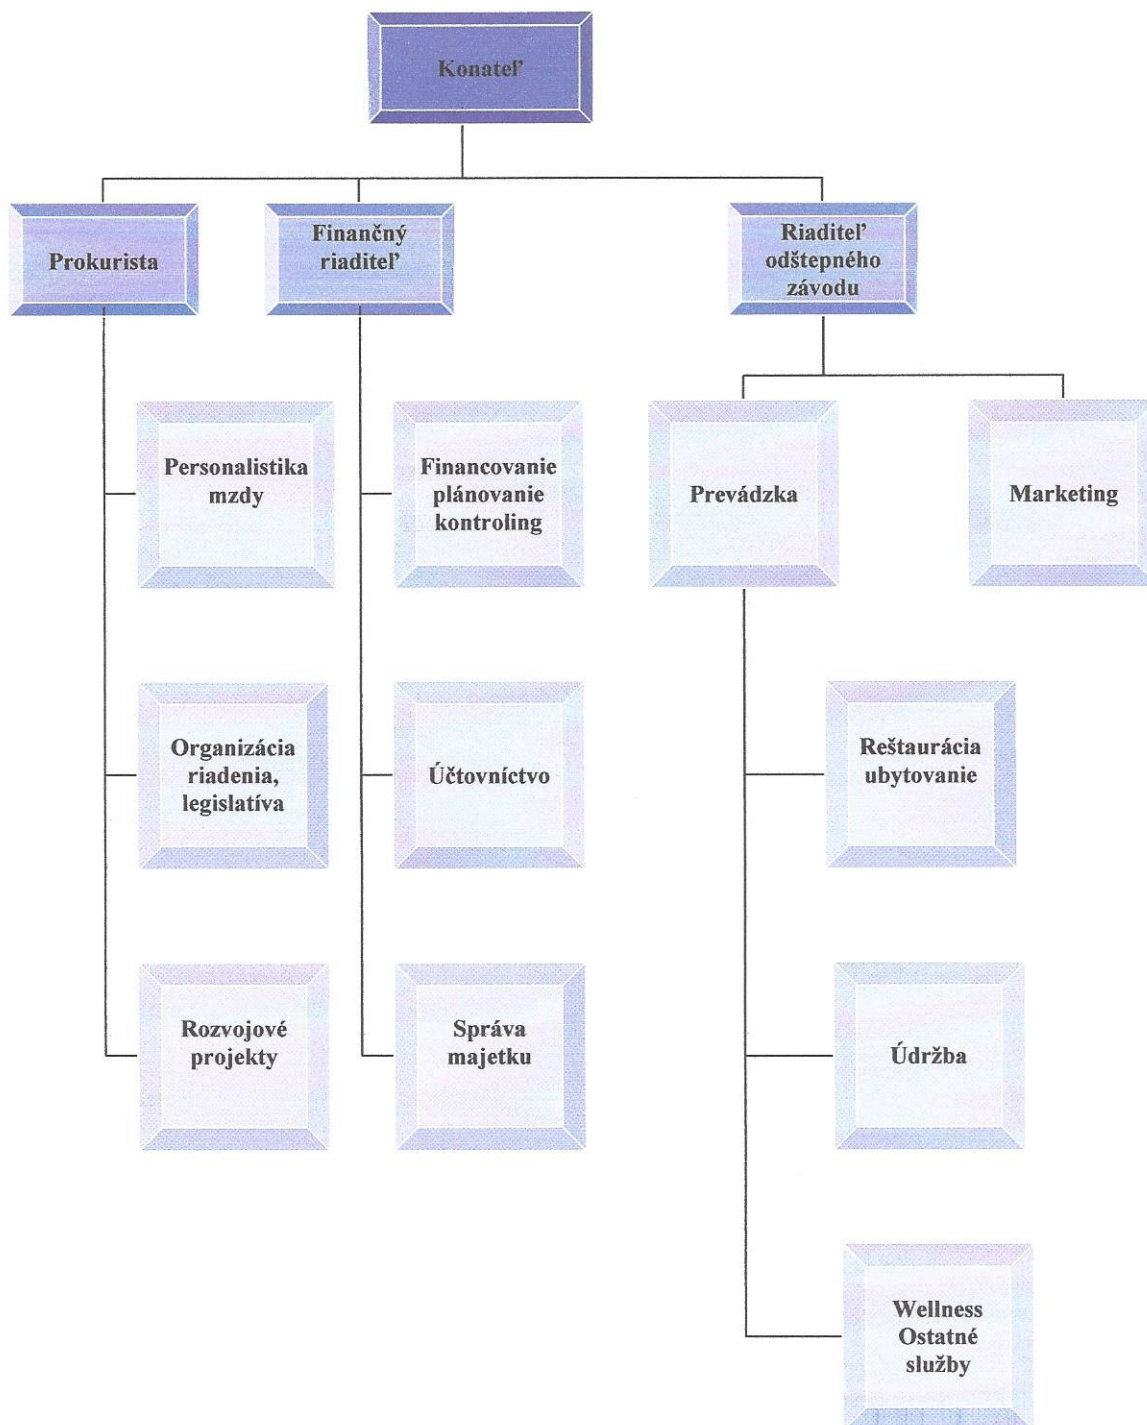 Konateľ
Prokurista
Finančný
riaditeľ
Riaditeľ
odštepného
závodu
Personalistika
mzdy
Financovanie
plánovanie
kontroling
Prevádzka
Marketing
Organizácia
riadenia,
legislatíva
Účtovníctvo
Reštaurácia
ubytovanie
Rozvojové
projekty
Správa
majetku
Údržba
Wellness
Ostatné
služby